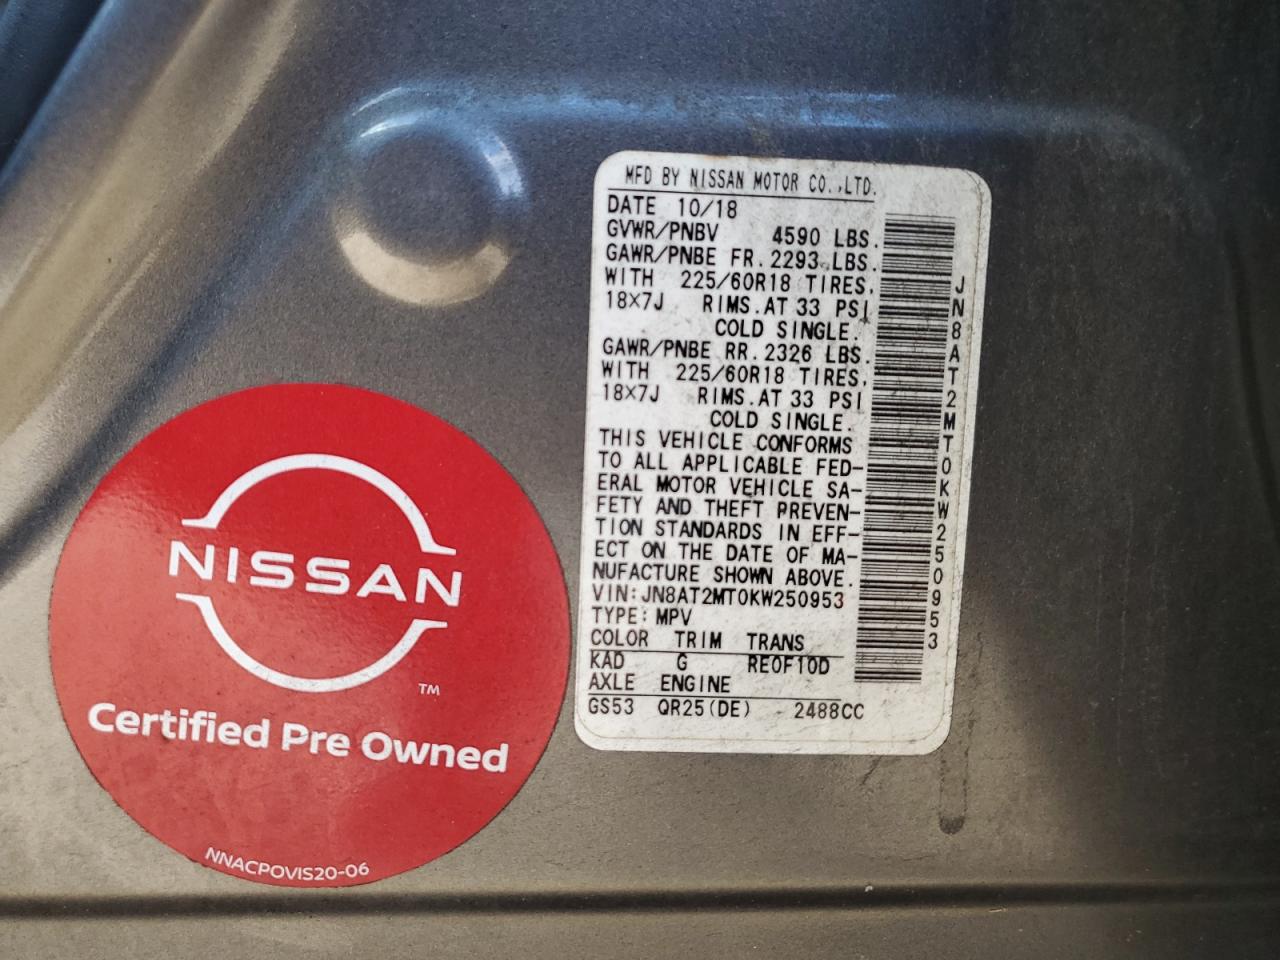 MFD BY NISSAN MOTOR CO.,LTD.
DATE 10/18
GVWR/PNBV 4590 LBS.
GAWR/PNBE FR. 2293 LBS.
WITH 225/60R18 TIRES,
18×7J RIMS.AT 33 PSI
COLD SINGLE.
GAWR/PNBE RR. 2326 LBS.
WITH 225/60R18 TIRES,
18×7J RIMS.AT 33 PSI
COLD SINGLE.
THIS VEHICLE CONFORMS
TO ALL APPLICABLE FED-
ERAL MOTOR VEHICLE SA-
FETY AND THEFT PREVEN-
TION STANDARDS IN EFF-
ECT ON THE DATE OF MA-
NUFACTURE SHOWN ABOVE.
VIN:JN8AT2MT0KW250953
TYPE:MPV
COLOR TRIM TRANS
KAD G RE0F10D
AXLE ENGINE
GS53 QR25(DE) 2488CC
JN8AT2MT0KW250953
NISSAN
TM
Certified Pre Owned
NNACPOVIS20-06